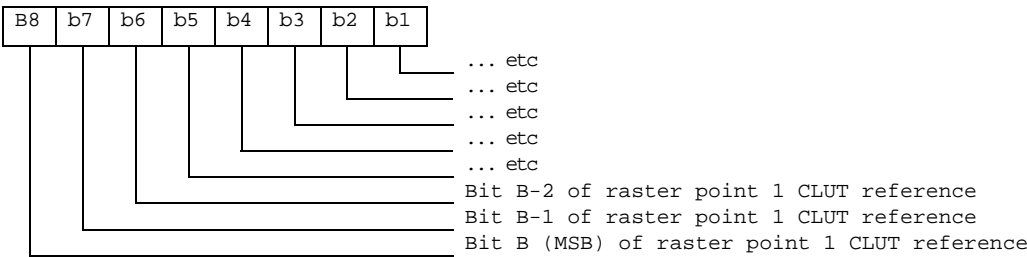 B8 b7 b6 b5 b4 b3 b2 b1
... etc
... etc
... etc
... etc
... etc
Bit B-2 of raster point 1 CLUT reference
Bit B-1 of raster point 1 CLUT reference
Bit B (MSB) of raster point 1 CLUT reference